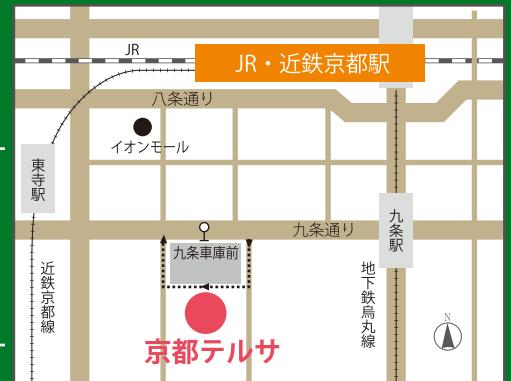 JR
JR・近鉄京都駅
八条通り
イオンモール
東寺駅
九条通り
九条駅
九条車庫前
近鉄京都線
地下鉄烏丸線
N
京都テルサ